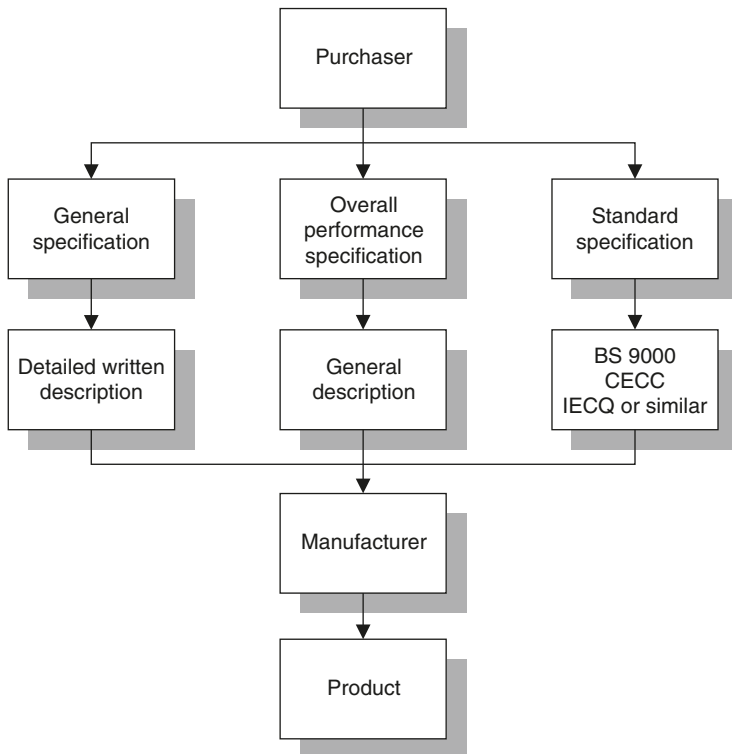 Purchaser
General
specification
Overall
performance
specification
Standard
specification
Detailed written
description
General
description
BS 9000
CECC
IECQ or similar
Manufacturer
Product